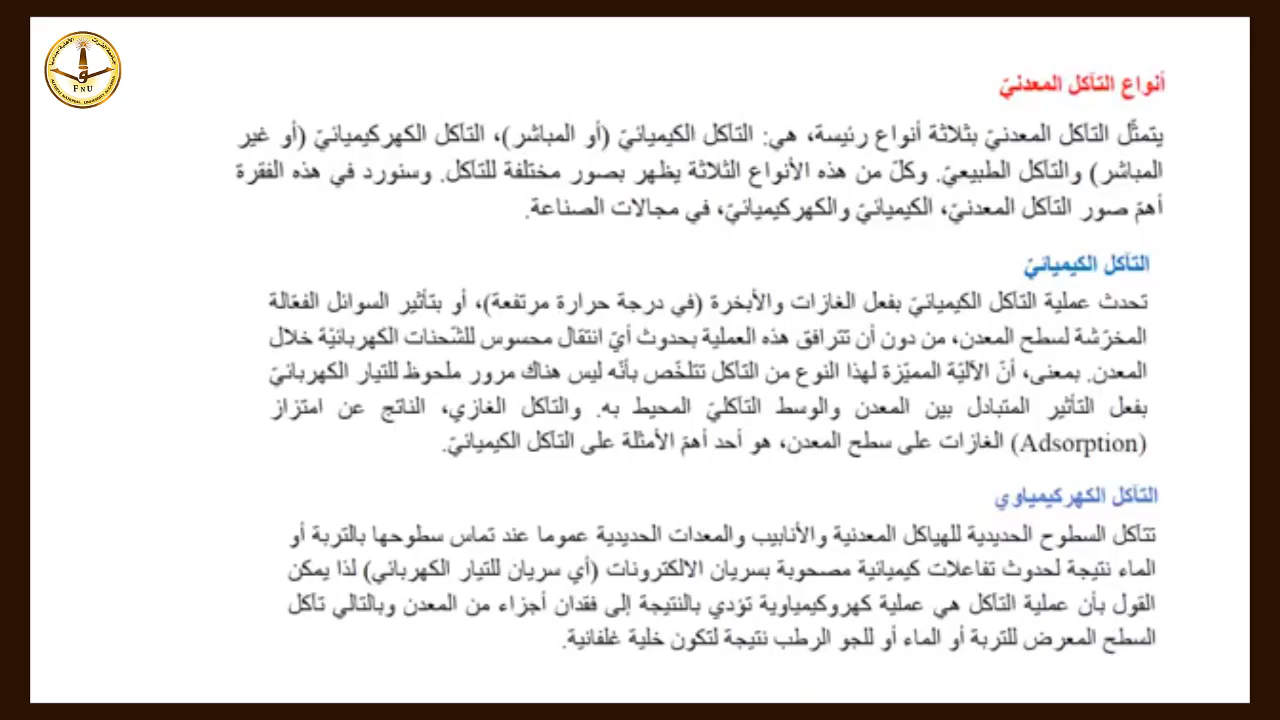 FNU
أنواع التآكل المعدنيّ
يتمثّل التآكل المعدنيّ بثلاثة أنواع رئيسة، هي: التآكل الكيميائيّ (أو المباشر)، التآكل الكهركيميائيّ (أو غير
المباشر) والتآكل الطبيعيّ. وكلّ من هذه الأنواع الثلاثة يظهر بصور مختلفة للتآكل. وسنورد في هذه الفقرة
أهمّ صور التآكل المعدنيّ، الكيميائيّ والكهركيميائيّ، في مجالات الصناعة.
التآكل الكيميائيّ
تحدث عملية التآكل الكيميائيّ بفعل الغازات والأبخرة (في درجة حرارة مرتفعة)، أو بتأثير السوائل الفعّالة
المخرّشة لسطح المعدن، من دون أن تترافق هذه العملية بحدوث أيّ انتقال محسوس للشّحنات الكهربائيّة خلال
المعدن. بمعنى، أنّ الآليّة المميّزة لهذا النوع من التآكل تتلخّص بأنّه ليس هناك مرور ملحوظ للتيار الكهربائيّ
بفعل التأثير المتبادل بين المعدن والوسط التآكليّ المحيط به. والتآكل الغازي، الناتج عن امتزاز
(Adsorption) الغازات على سطح المعدن، هو أحد أهمّ الأمثلة على التآكل الكيميائيّ.
التآكل الكهركيمياوي
تتآكل السطوح الحديدية للهياكل المعدنية والأنابيب والمعدات الحديدية عموما عند تماس سطوحها بالتربة أو
الماء نتيجة لحدوث تفاعلات كيميائية مصحوبة بسريان الالكترونات (أي سريان للتيار الكهربائي) لذا يمكن
القول بأن عملية التآكل هي عملية كهروكيمياوية تؤدي بالنتيجة إلى فقدان أجزاء من المعدن وبالتالي تآكل
السطح المعرض للتربة أو الماء أو للجو الرطب نتيجة لتكون خلية غلفانية.